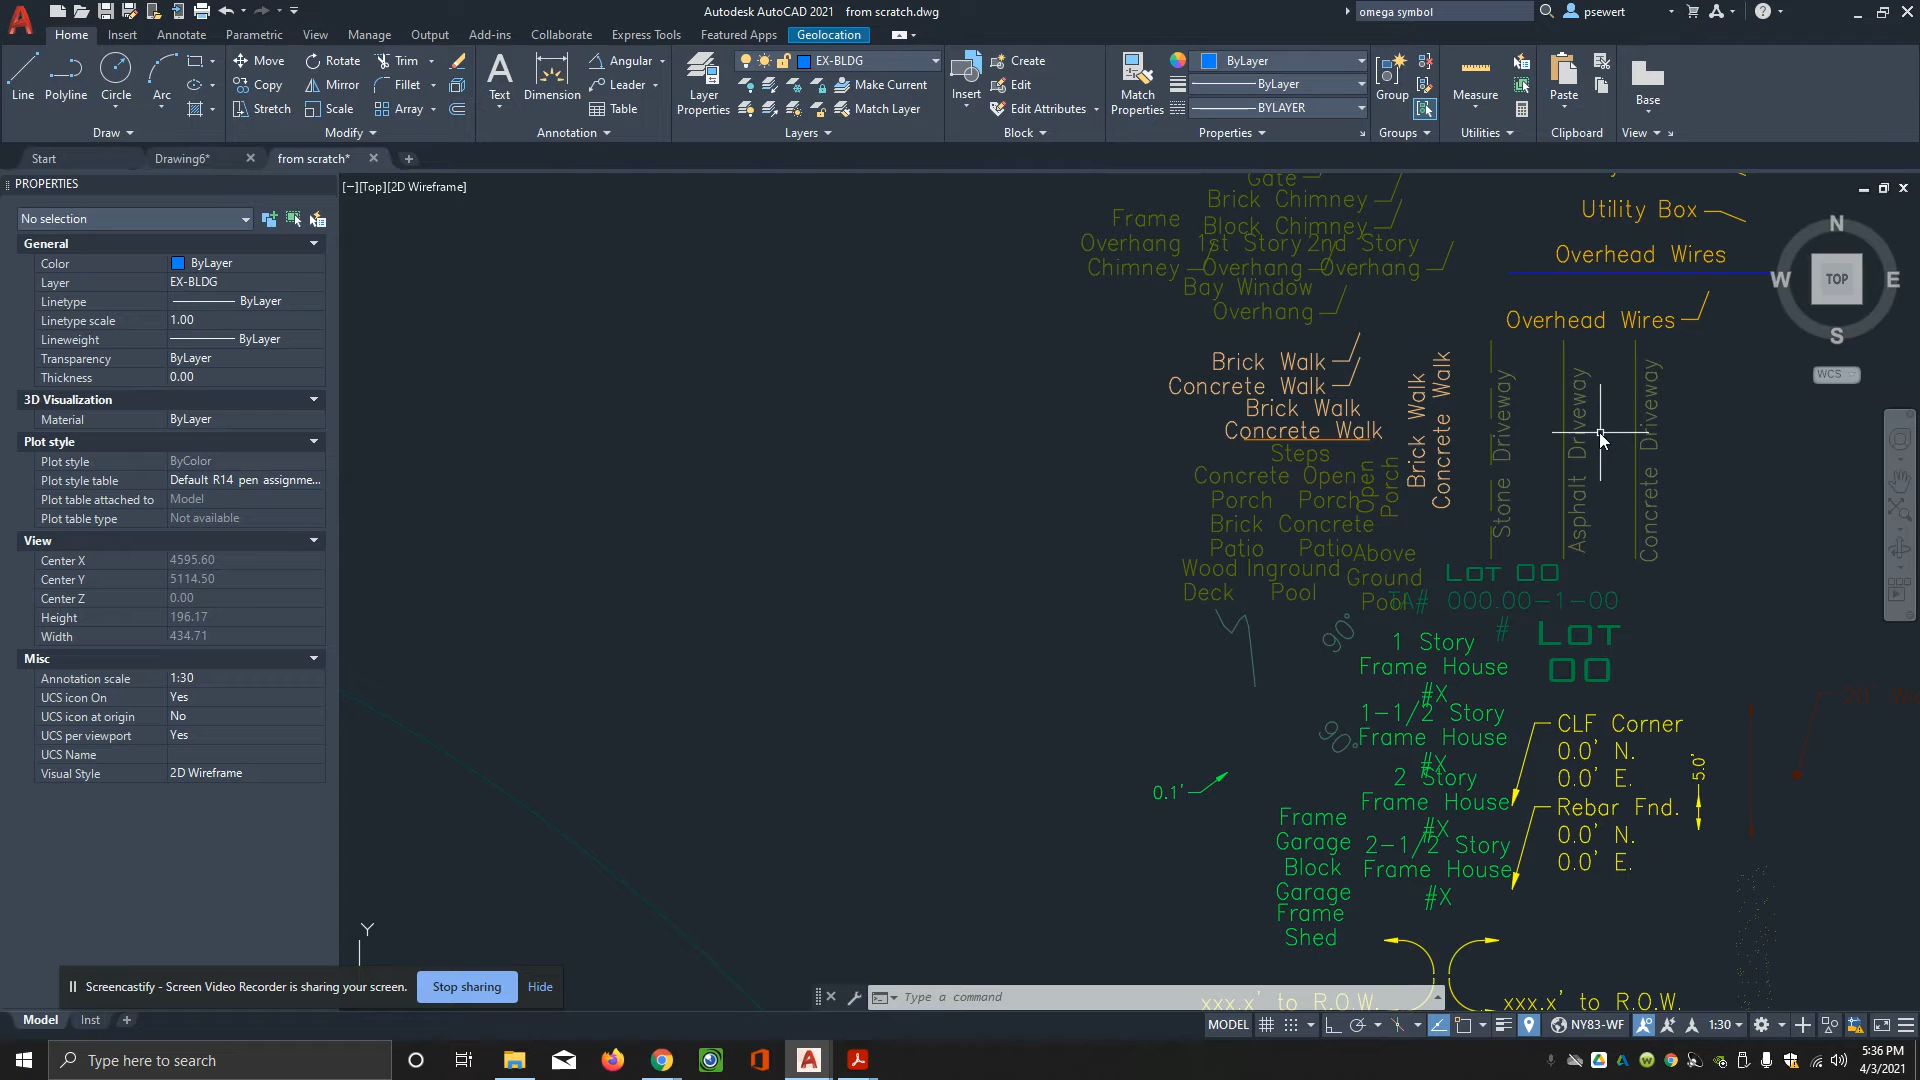 Autodesk AutoCAD 2021 from scratch.dwg
omega symbol
psewert
Home Insert Annotate Parametric View Manage Output Add-ins Collaborate Express Tools Featured Apps Geolocation
Line Polyline Circle Arc
Move Rotate Trim
Copy Mirror Fillet
Stretch Scale Array
Text Dimension
Angular
Leader
Table
Layer Properties
EX-BLDG
Make Current
Match Layer
Insert
Create
Edit
Edit Attributes
Match Properties
ByLayer
ByLayer
BYLAYER
Group Measure Paste Base
Draw Modify Annotation Layers Block Properties Groups Utilities Clipboard View
Start Drawing6* from scratch*
PROPERTIES
No selection
General
Color ByLayer
Layer EX-BLDG
Linetype ByLayer
Linetype scale 1.00
Lineweight ByLayer
Transparency ByLayer
Thickness 0.00
3D Visualization
Material ByLayer
Plot style
Plot style ByColor
Plot style table Default R14 pen assignme...
Plot table attached to Model
Plot table type Not available
View
Center X 4595.60
Center Y 5114.50
Center Z 0.00
Height 196.17
Width 434.71
Misc
Annotation scale 1:30
UCS icon On Yes
UCS icon at origin No
UCS per viewport Yes
UCS Name
Visual Style 2D Wireframe
[−][Top][2D Wireframe]
Gate
Brick Chimney
Block Chimney
Frame
Overhang
Chimney
1st Story
Overhang
2nd Story
Overhang
Bay Window
Overhang
Utility Box
Overhead Wires
Overhead Wires
N
W TOP E
S
WCS
Brick Walk
Concrete Walk
Brick Walk
Concrete Walk
Brick Walk
Concrete Walk
Stone Driveway
Asphalt Driveway
Concrete Driveway
Steps
Concrete
Porch
Open
Porch
Open
Porch
Brick
Patio
Concrete
Patio
Wood
Deck
Inground
Pool
Above
Ground
Pool
Lot 00
TA# 000.00-1-00
#
Lot
00
90°
90°
1 Story
Frame House
#X
1-1/2 Story
Frame House
#X
2 Story
Frame House
#X
2-1/2 Story
Frame House
#X
0.1'
Frame
Garage
Block
Garage
Frame
Shed
CLF Corner
0.0' N.
0.0' E.
Rebar Fnd.
0.0' N.
0.0' E.
5.0'
xxx.x' to R.O.W.
xxx.x' to R.O.W.
Y
Screencastify - Screen Video Recorder is sharing your screen. Stop sharing Hide
Type a command
Model Inst
MODEL NY83-WF 1:30
Type here to search
5:36 PM
4/3/2021